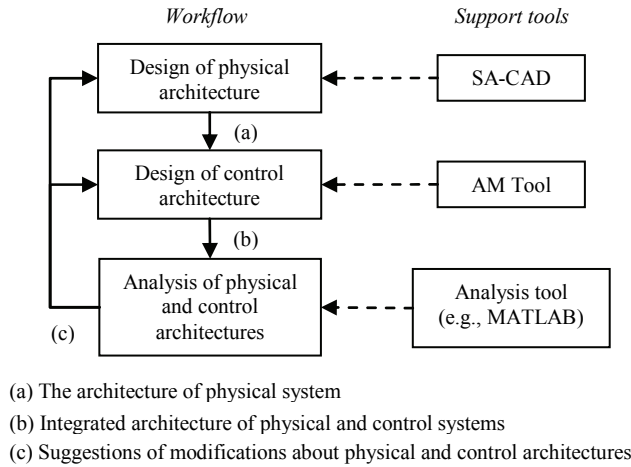 Workflow
Support tools
Design of physical
architecture
SA-CAD
(a)
Design of control
architecture
AM Tool
(b)
Analysis of physical
and control
architectures
Analysis tool
(e.g., MATLAB)
(c)
(a) The architecture of physical system
(b) Integrated architecture of physical and control systems
(c) Suggestions of modifications about physical and control architectures